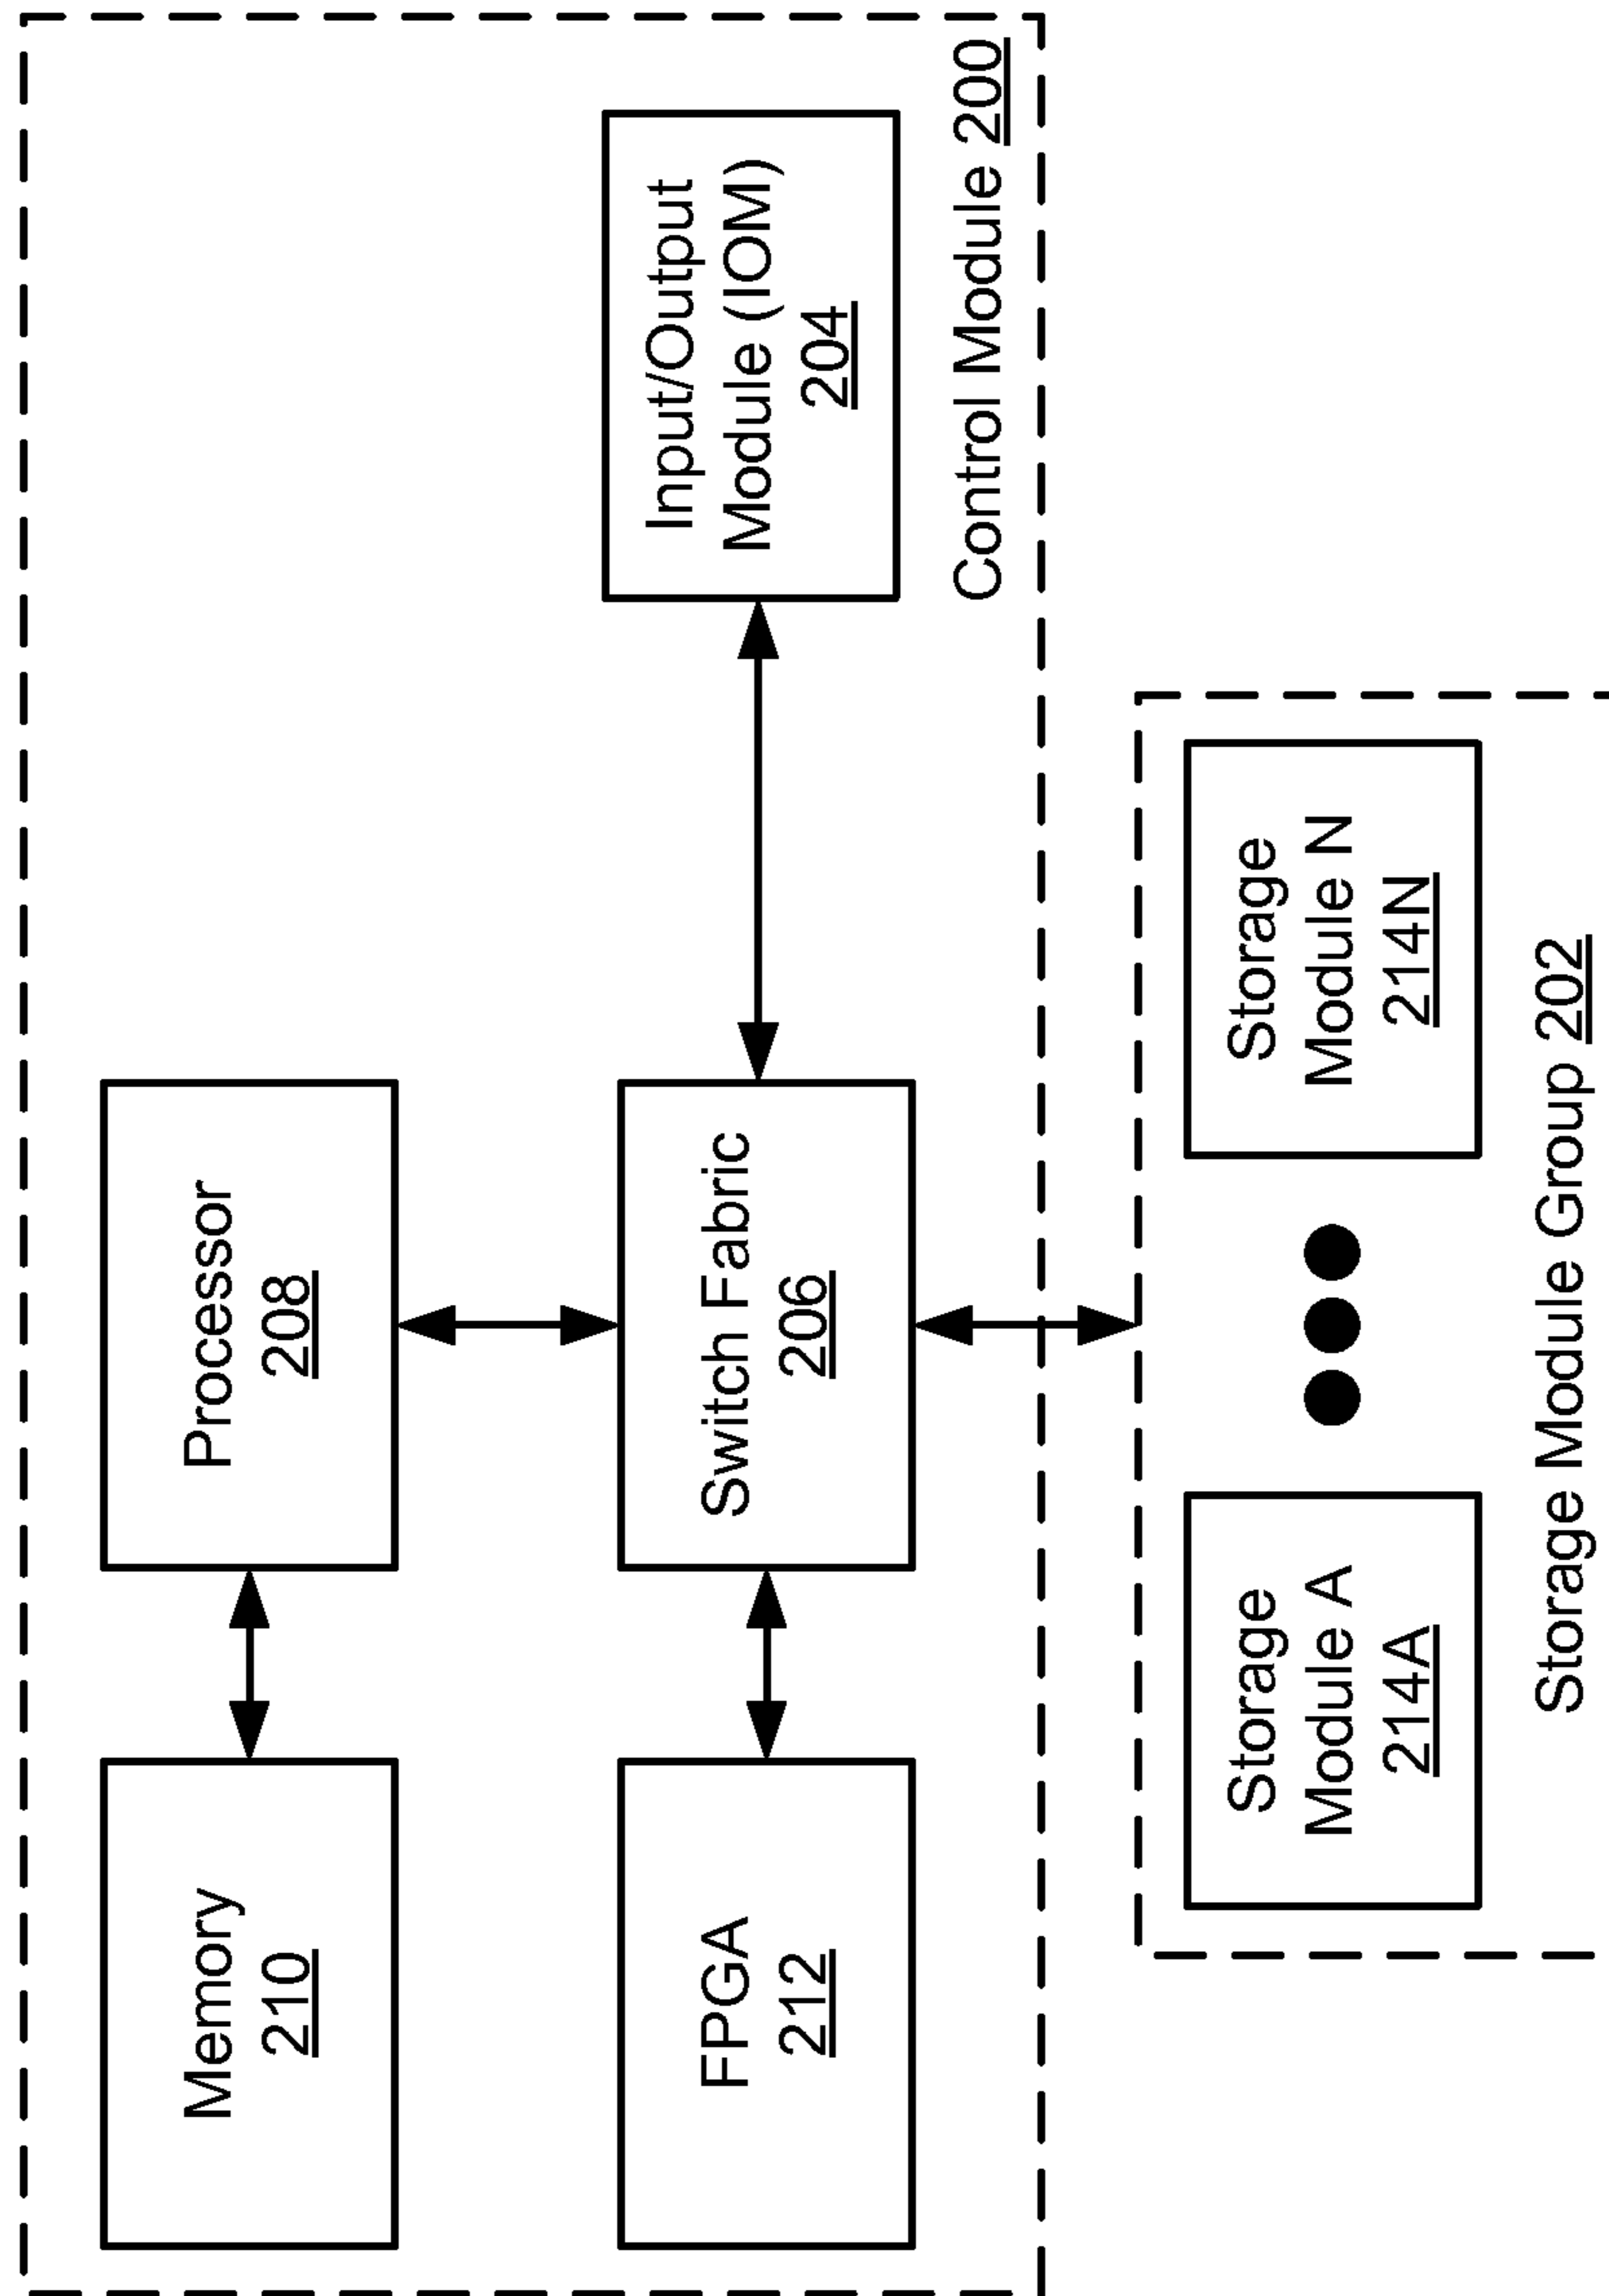 Memory
210
Processor
208
FPGA
212
Switch Fabric
206
Input/Output
Module (IOM)
204
Control Module 200
Storage
Module A
214A
Storage
Module N
214N
Storage Module Group 202